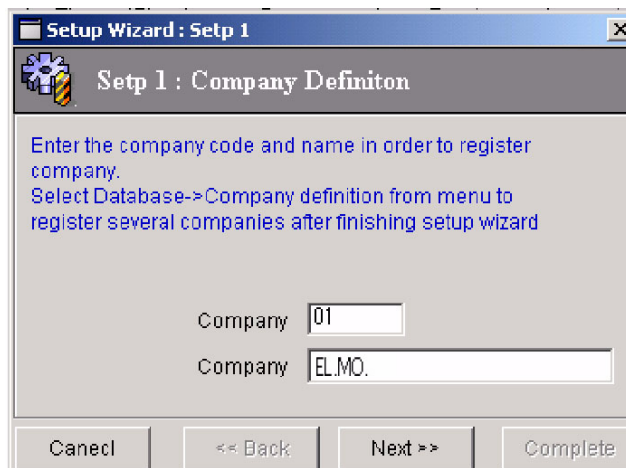 Setup Wizard : Setp 1
Setp 1 : Company Definiton
Enter the company code and name in order to register
company.
Select Database->Company definition from menu to
register several companies after finishing setup wizard
Company 01
Company EL.MO.
Canecl << Back Next >> Complete